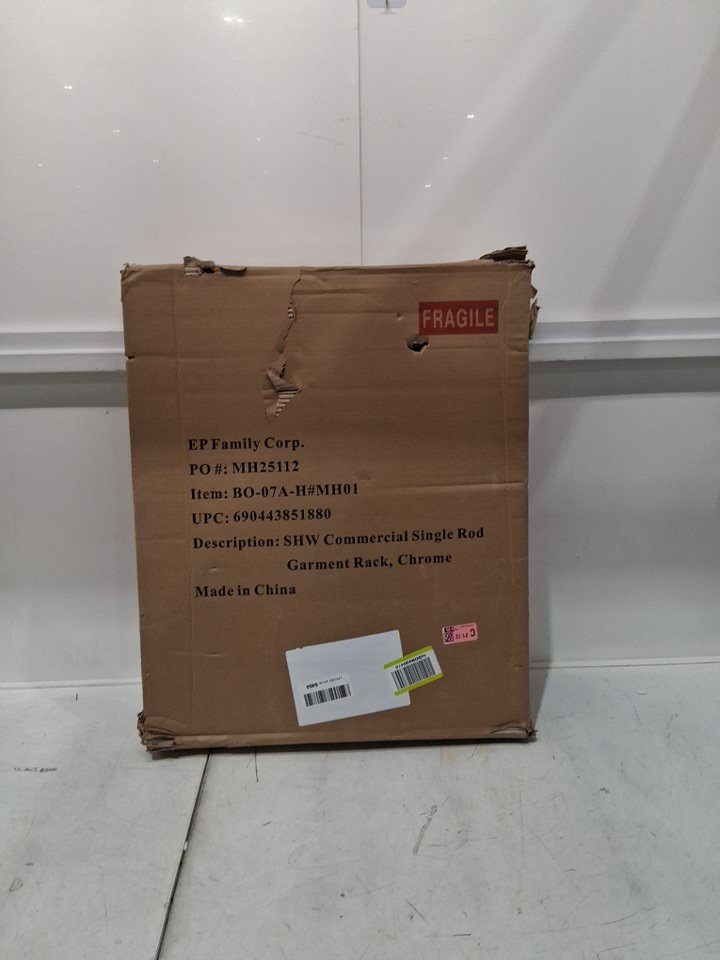 FRAGILE
EP Family Corp.
PO #: MH25112
Item: BO-07A-H#MH01
UPC: 690443851880
Description: SHW Commercial Single Rod
Garment Rack, Chrome
Made in China